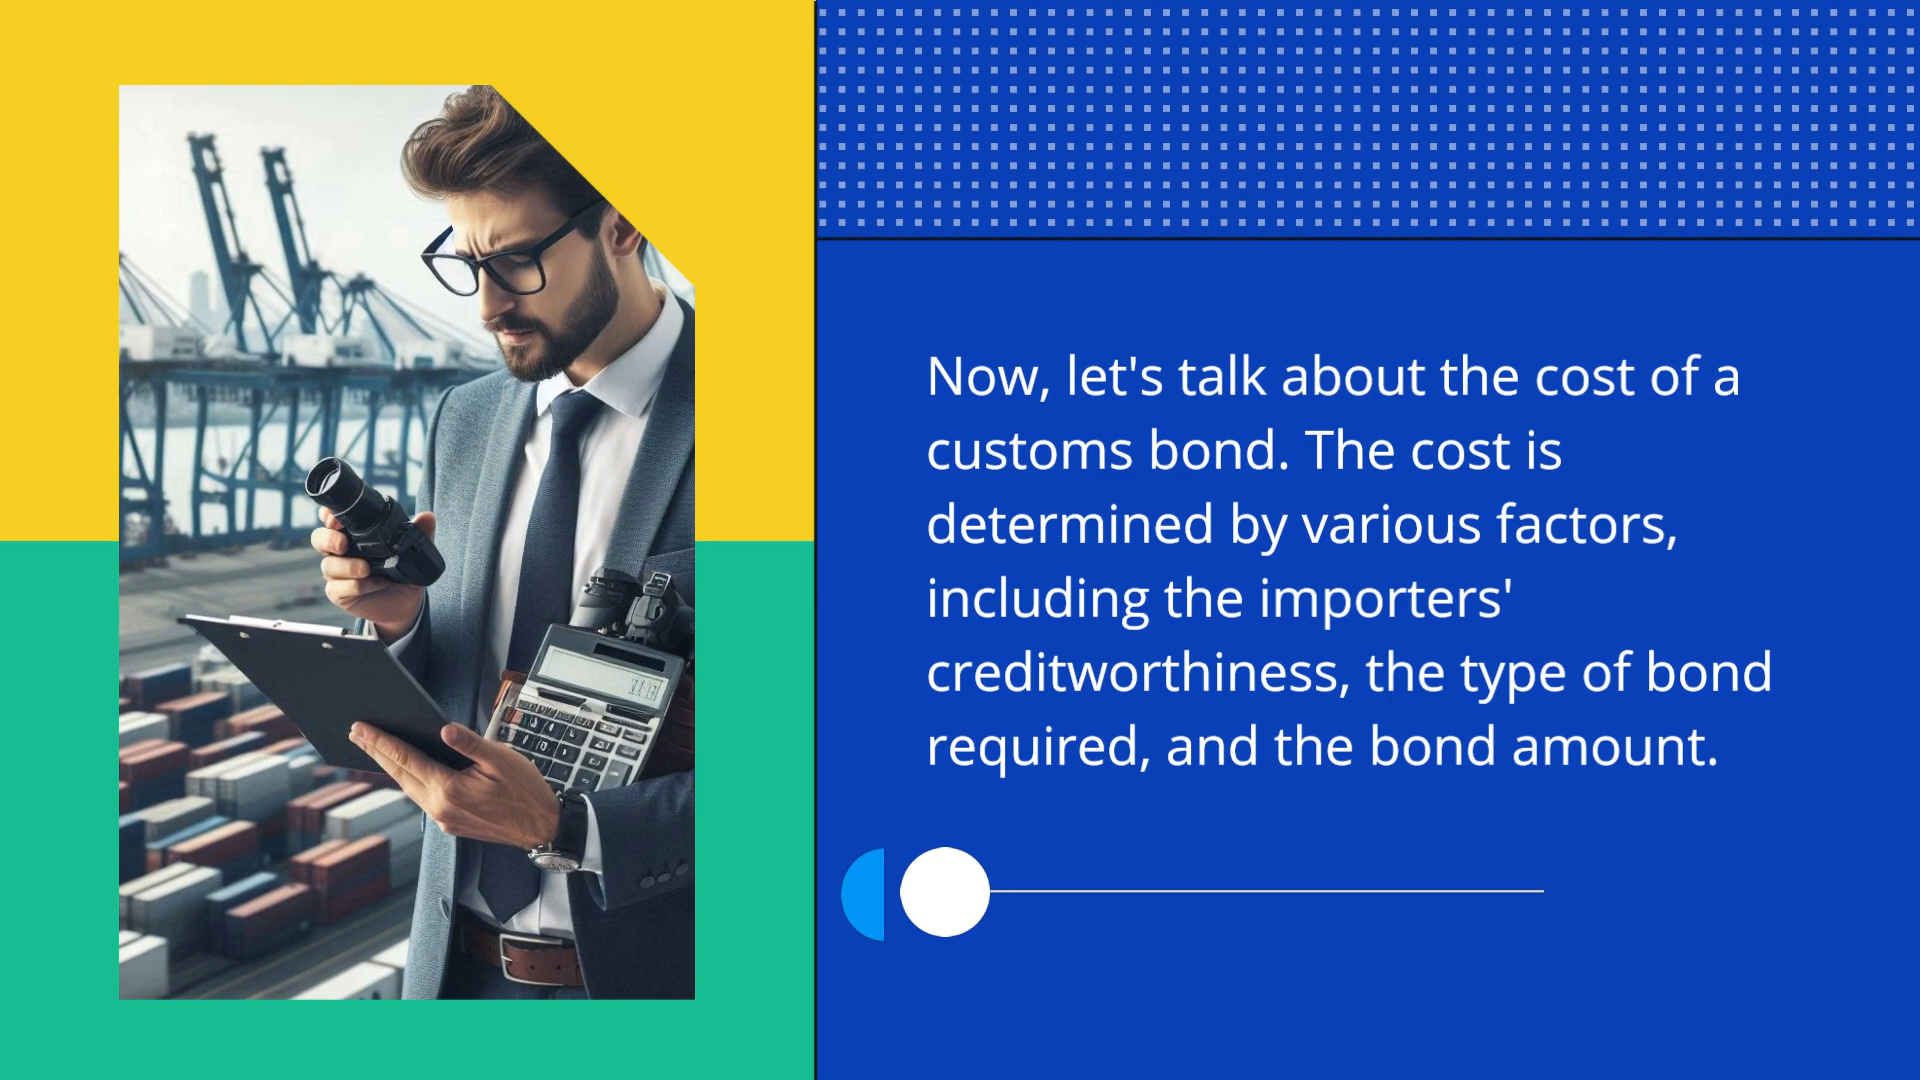 Now, let's talk about the cost of a
customs bond. The cost is
determined by various factors,
including the importers'
creditworthiness, the type of bond
required, and the bond amount.